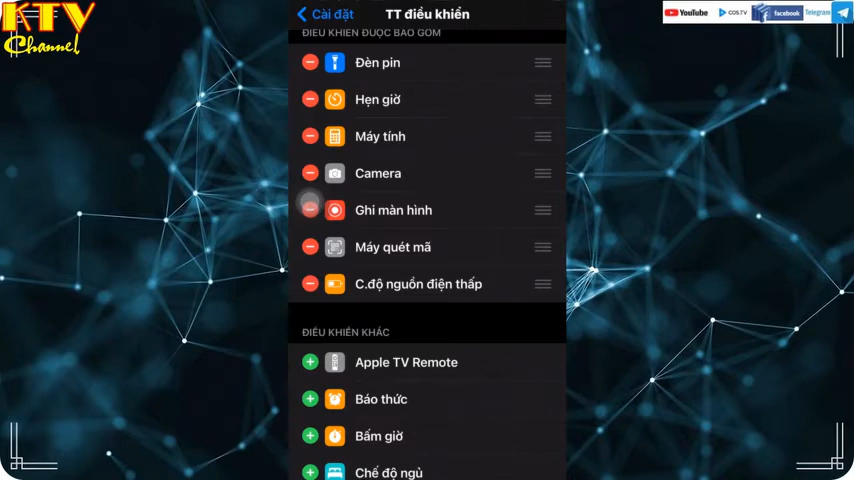 KTV
Channel
YouTube
COS.TV
facebook
Telegram
Cài đặt
TT điều khiển
ĐIỀU KHIỂN ĐƯỢC BAO GỒM
Đèn pin
Hẹn giờ
Máy tính
Camera
Ghi màn hình
Máy quét mã
C.độ nguồn điện thấp
ĐIỀU KHIỂN KHÁC
Apple TV Remote
Báo thức
Bấm giờ
Chế độ ngủ